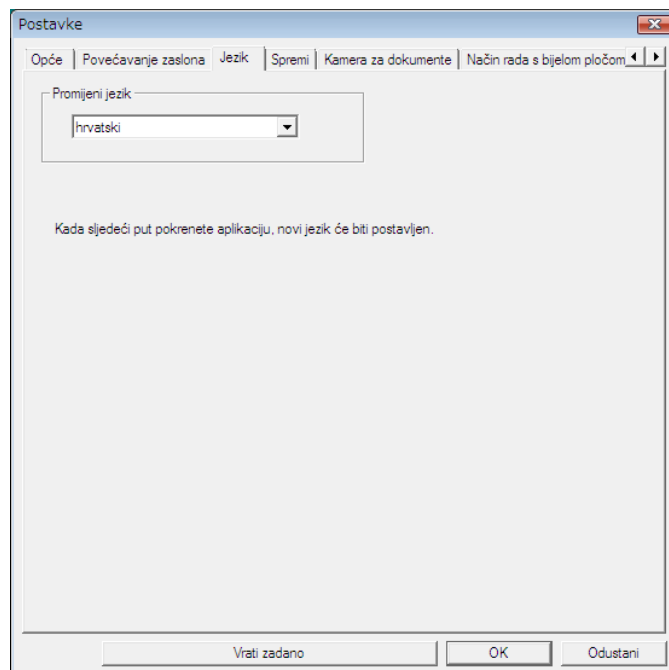 Postavke
Opće Povećavanje zaslona Jezik Spremi Kamera za dokumente Način rada s bijelom pločom
Promijeni jezik
hrvatski
Kada sljedeći put pokrenete aplikaciju, novi jezik će biti postavljen.
Vrati zadano OK Odustani